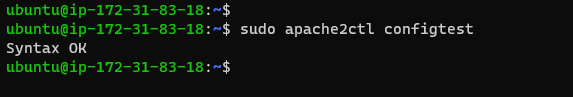 ubuntu@ip-172-31-83-18:~$
ubuntu@ip-172-31-83-18:~$ sudo apache2ctl configtest
Syntax OK
ubuntu@ip-172-31-83-18:~$